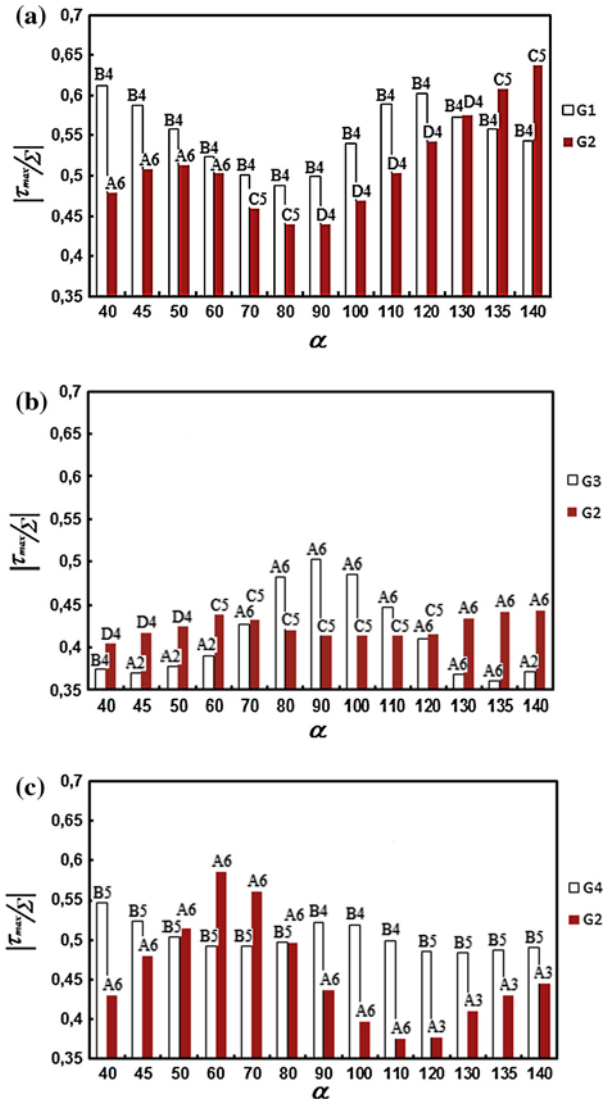 (a)
0,7
0,65
0,6
0,55
0,5
0,45
0,4
0,35
|τmax/Σ|
B4 B4 B4 B4 B4 B4 B4 B4 B4 B4 B4 B4 B4
A6 A6 A6 A6 C5 C5 D4 D4 D4 D4 D4 C5 C5
G1
G2
40 45 50 60 70 80 90 100 110 120 130 135 140
α
(b)
0,7
0,65
0,6
0,55
0,5
0,45
0,4
0,35
|τmax/Σ|
B4 A2 A2 A2 A6 A6 A6 A6 A6 A6 A6 A6 A2
D4 D4 D4 C5 C5 C5 C5 C5 C5 C5 A6 A6 A6
G3
G2
40 45 50 60 70 80 90 100 110 120 130 135 140
α
(c)
0,7
0,65
0,6
0,55
0,5
0,45
0,4
0,35
|τmax/Σ|
B5 B5 B5 B5 B5 B5 B4 B4 B4 B5 B5 B5 B5
A6 A6 A6 A6 A6 A6 A6 A6 A6 A3 A3 A3 A3
G4
G2
40 45 50 60 70 80 90 100 110 120 130 135 140
α